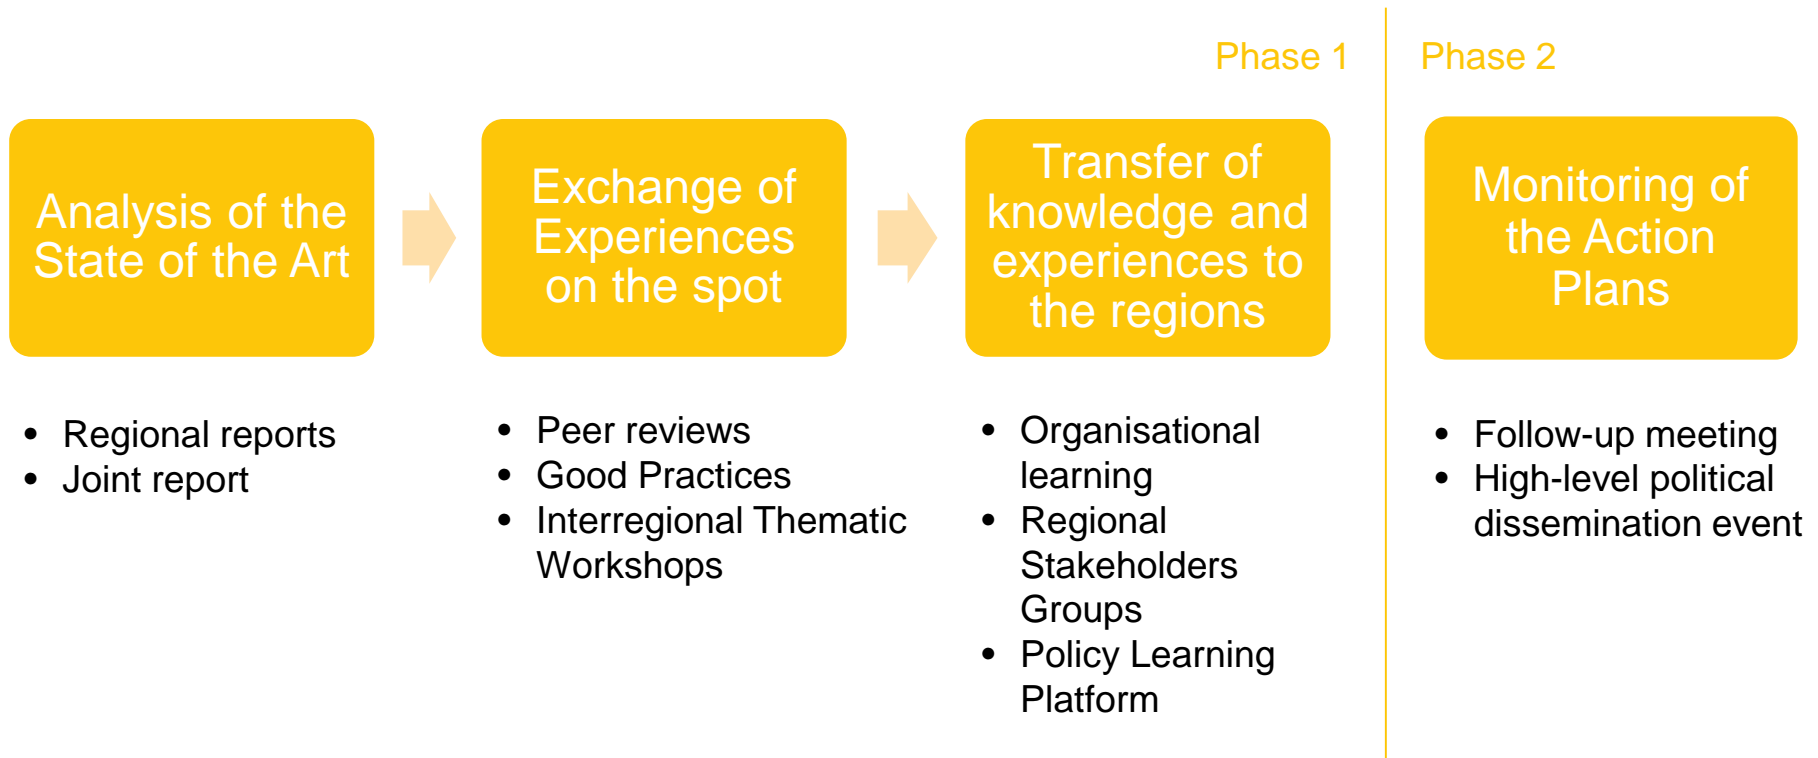 Phase 1
Phase 2
Analysis of the
State of the Art
Exchange of
Experiences
on the spot
Transfer of
knowledge and
experiences to
the regions
Monitoring of
the Action
Plans
• Regional reports
• Joint report
• Peer reviews
• Good Practices
• Interregional Thematic
Workshops
• Organisational
learning
• Regional
Stakeholders
Groups
• Policy Learning
Platform
• Follow-up meeting
• High-level political
dissemination event